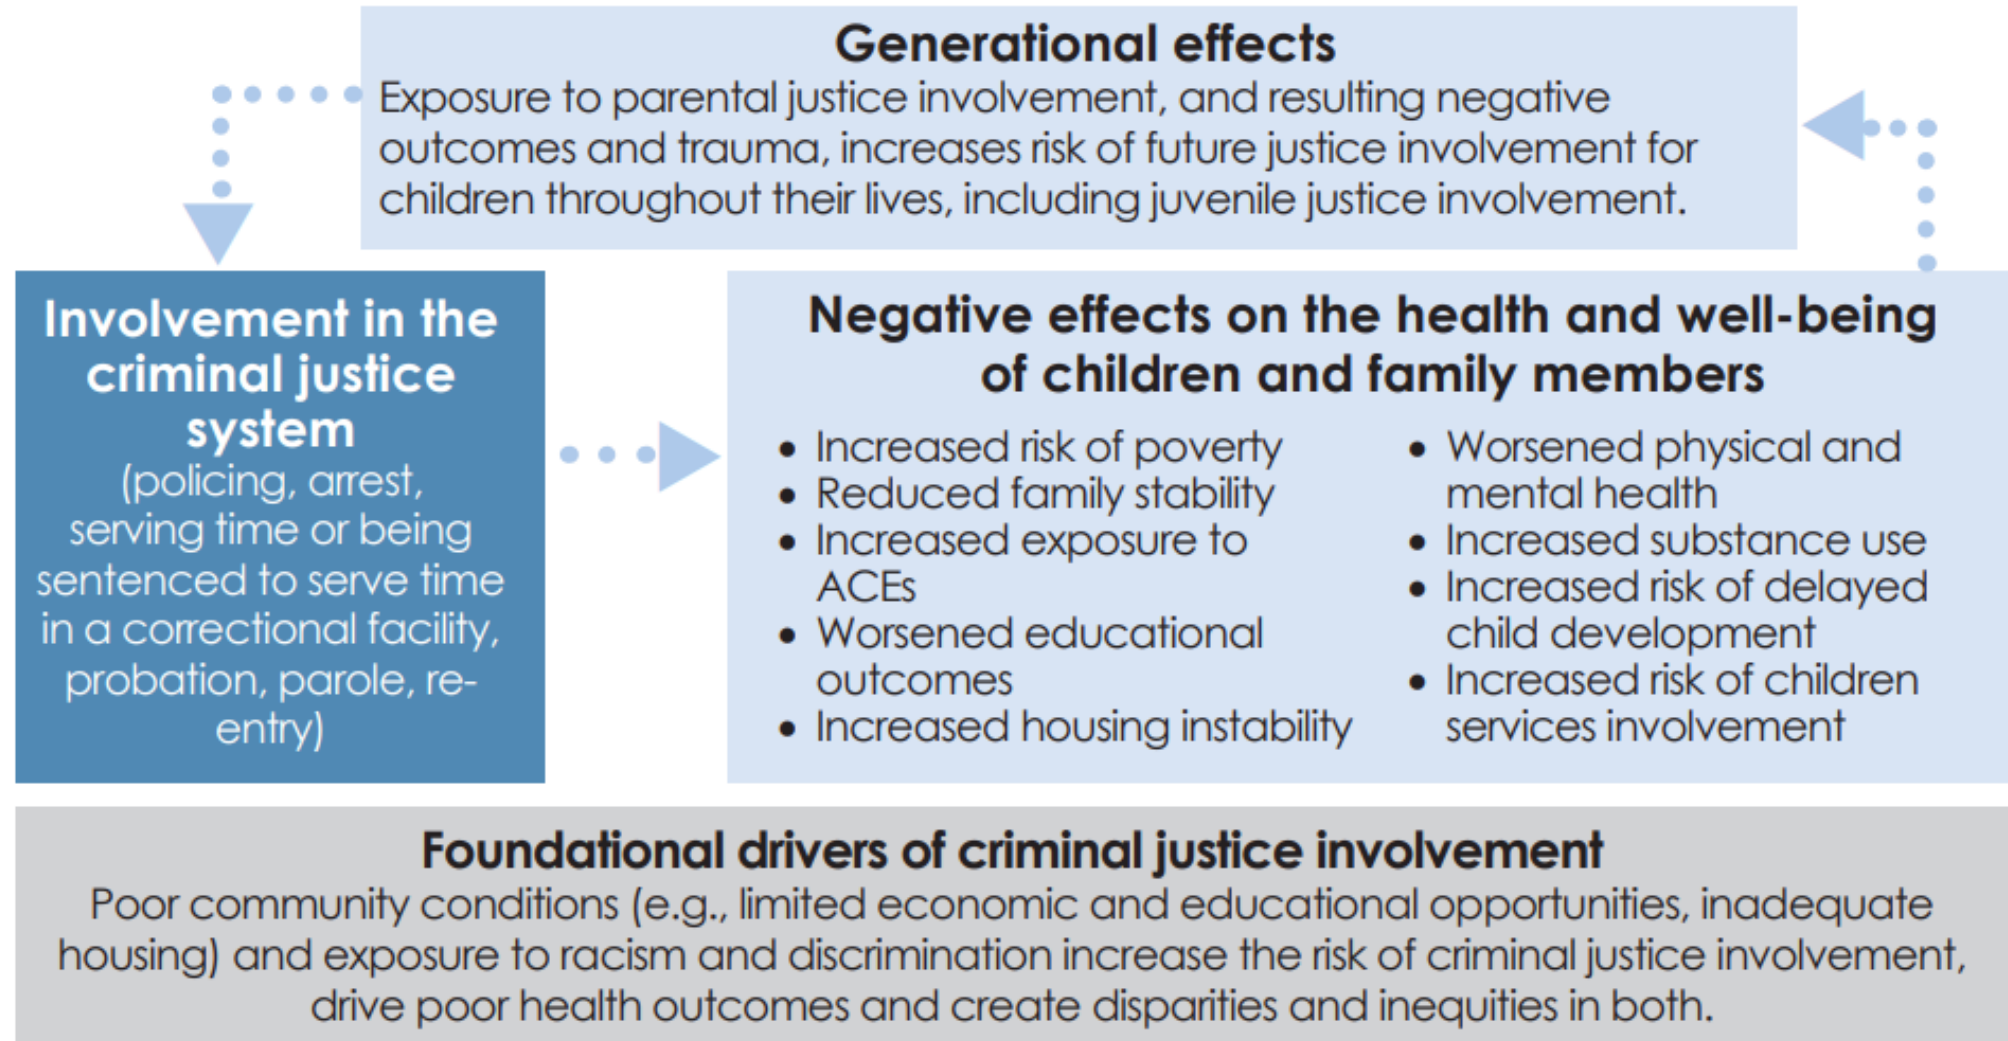 Generational effects
Exposure to parental justice involvement, and resulting negative
outcomes and trauma, increases risk of future justice involvement for
children throughout their lives, including juvenile justice involvement.
Involvement in the
criminal justice
system
(policing, arrest,
serving time or being
sentenced to serve time
in a correctional facility,
probation, parole, re-
entry)
Negative effects on the health and well-being
of children and family members
• Increased risk of poverty
• Reduced family stability
• Increased exposure to
ACEs
• Worsened educational
outcomes
• Increased housing instability
• Worsened physical and
mental health
• Increased substance use
• Increased risk of delayed
child development
• Increased risk of children
services involvement
Foundational drivers of criminal justice involvement
Poor community conditions (e.g., limited economic and educational opportunities, inadequate
housing) and exposure to racism and discrimination increase the risk of criminal justice involvement,
drive poor health outcomes and create disparities and inequities in both.